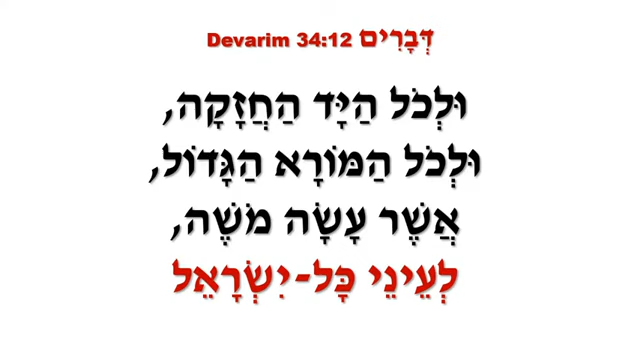 Devarim 34:12 דְּבָרִים
וּלְכֹל הַיָּד הַחֲזָקָה,
וּלְכֹל הַמּוֹרָא הַגָּדוֹל,
אֲשֶׁר עָשָׂה מֹשֶׁה,
לְעֵינֵי כָּל-יִשְׂרָאֵל